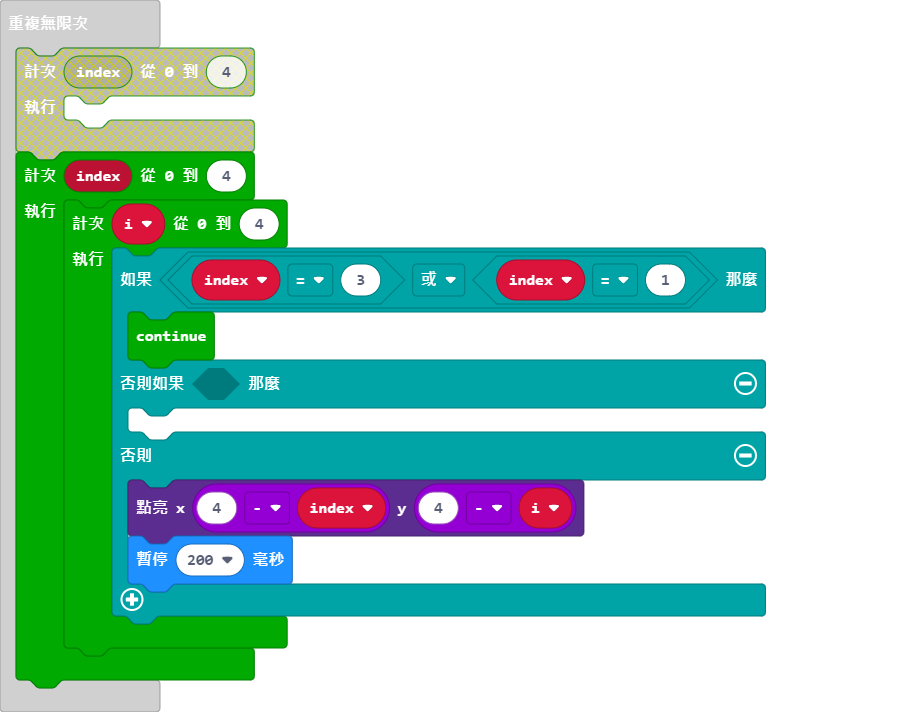 重複無限次
計次 index 從 0 到 4
執行
計次 index 從 0 到 4
執行
計次 i 從 0 到 4
執行
如果 index = 3 或 index = 1 那麼
continue
否則如果 那麼
否則
點亮 x 4 - index y 4 - i
暫停 200 毫秒